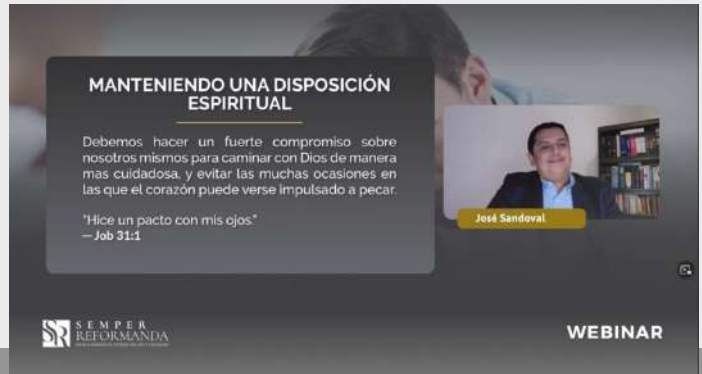 MANTENIENDO UNA DISPOSICIÓN
ESPIRITUAL
Debemos hacer un fuerte compromiso sobre
nosotros mismos para caminar con Dios de manera
mas cuidadosa, y evitar las muchas ocasiones en
las que el corazón puede verse impulsado a pecar.
"Hice un pacto con mis ojos."
— Job 31:1
José Sandoval
SR SEMPER
REFORMANDA
WEBINAR